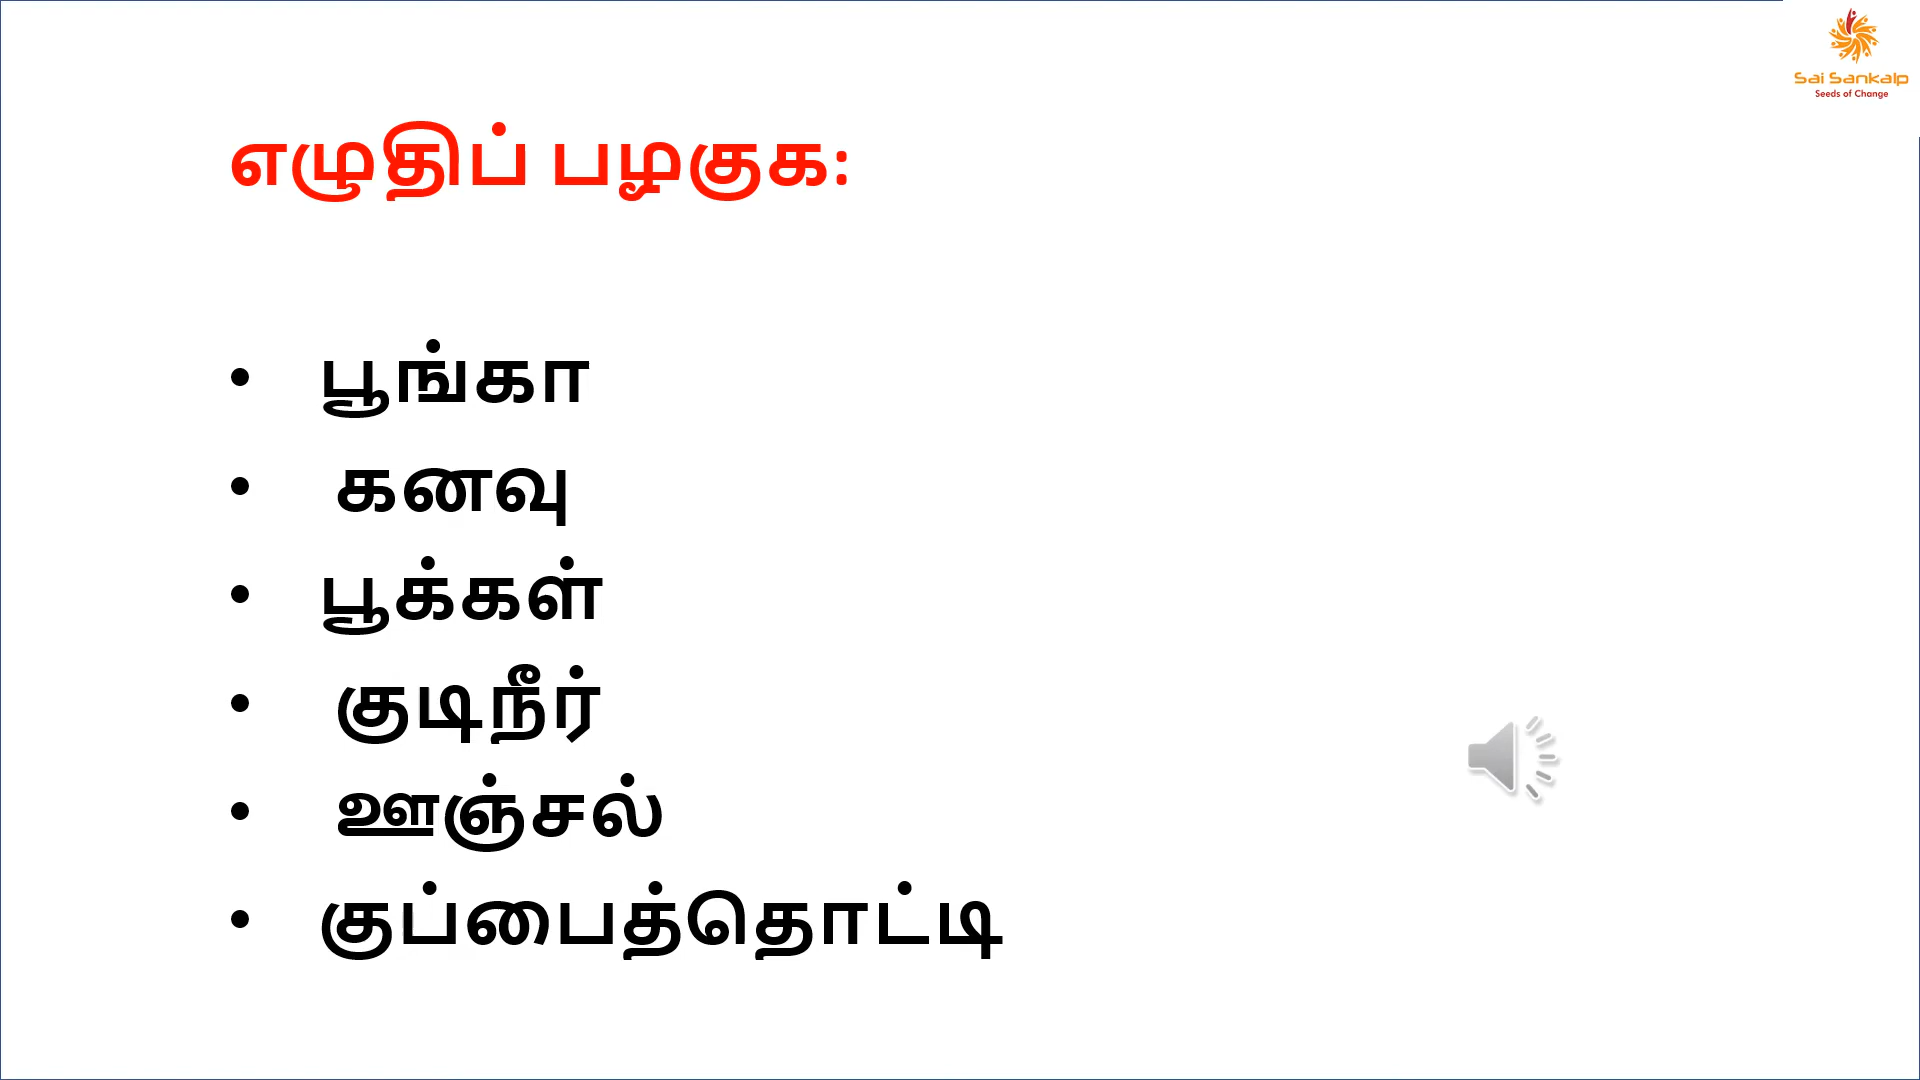 Sai Sankalp
Seeds of Change
எழுதிப் பழகுக:
• பூங்கா
• கனவு
• பூக்கள்
• குடிநீர்
• ஊஞ்சல்
• குப்பைத்தொட்டி